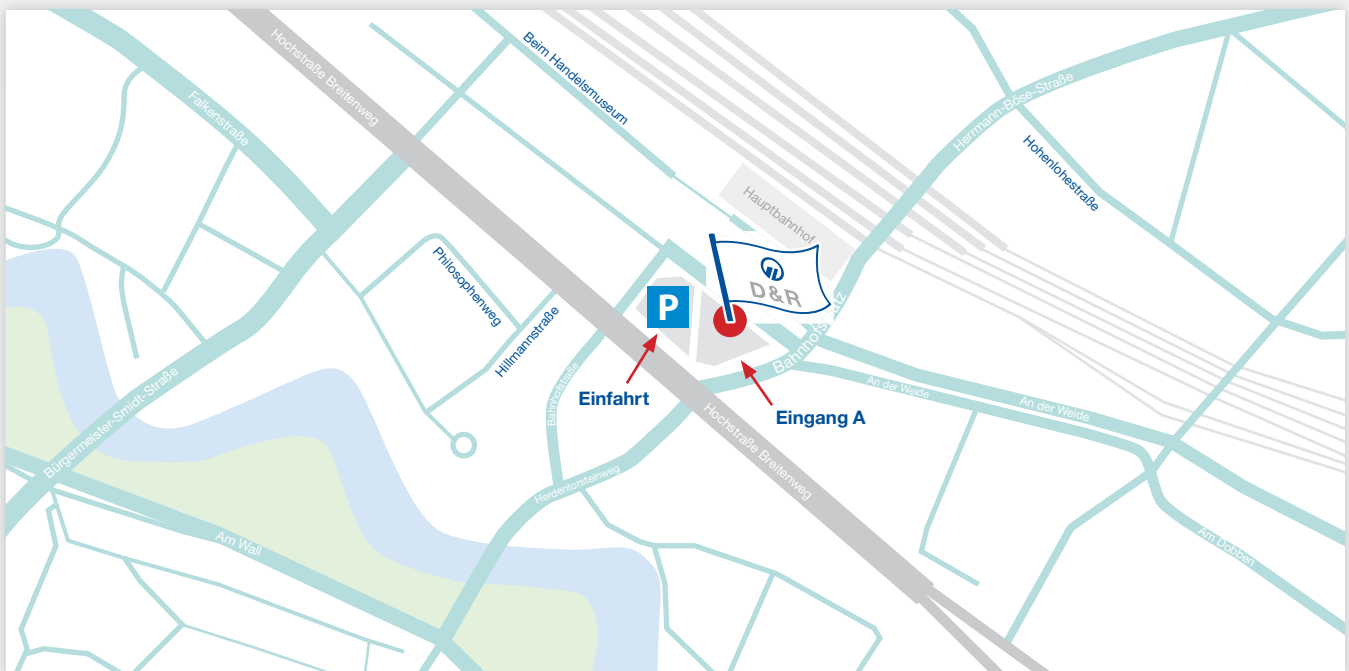 Hochstraße Breitenweg
Beim Handelsmuseum
Falkenstraße
Herrmann-Böse-Straße
Hohenlohestraße
Hauptbahnhof
Philosophenweg
D&R
P
Hillmannstraße
Bahnhofsplatz
Bahnhofstraße
Einfahrt
Eingang A
An der Weide
An der Weide
Bürgermeister-Smidt-Straße
Hochstraße Breitenweg
Herdentorsteinweg
Am Wall
Am Dobben